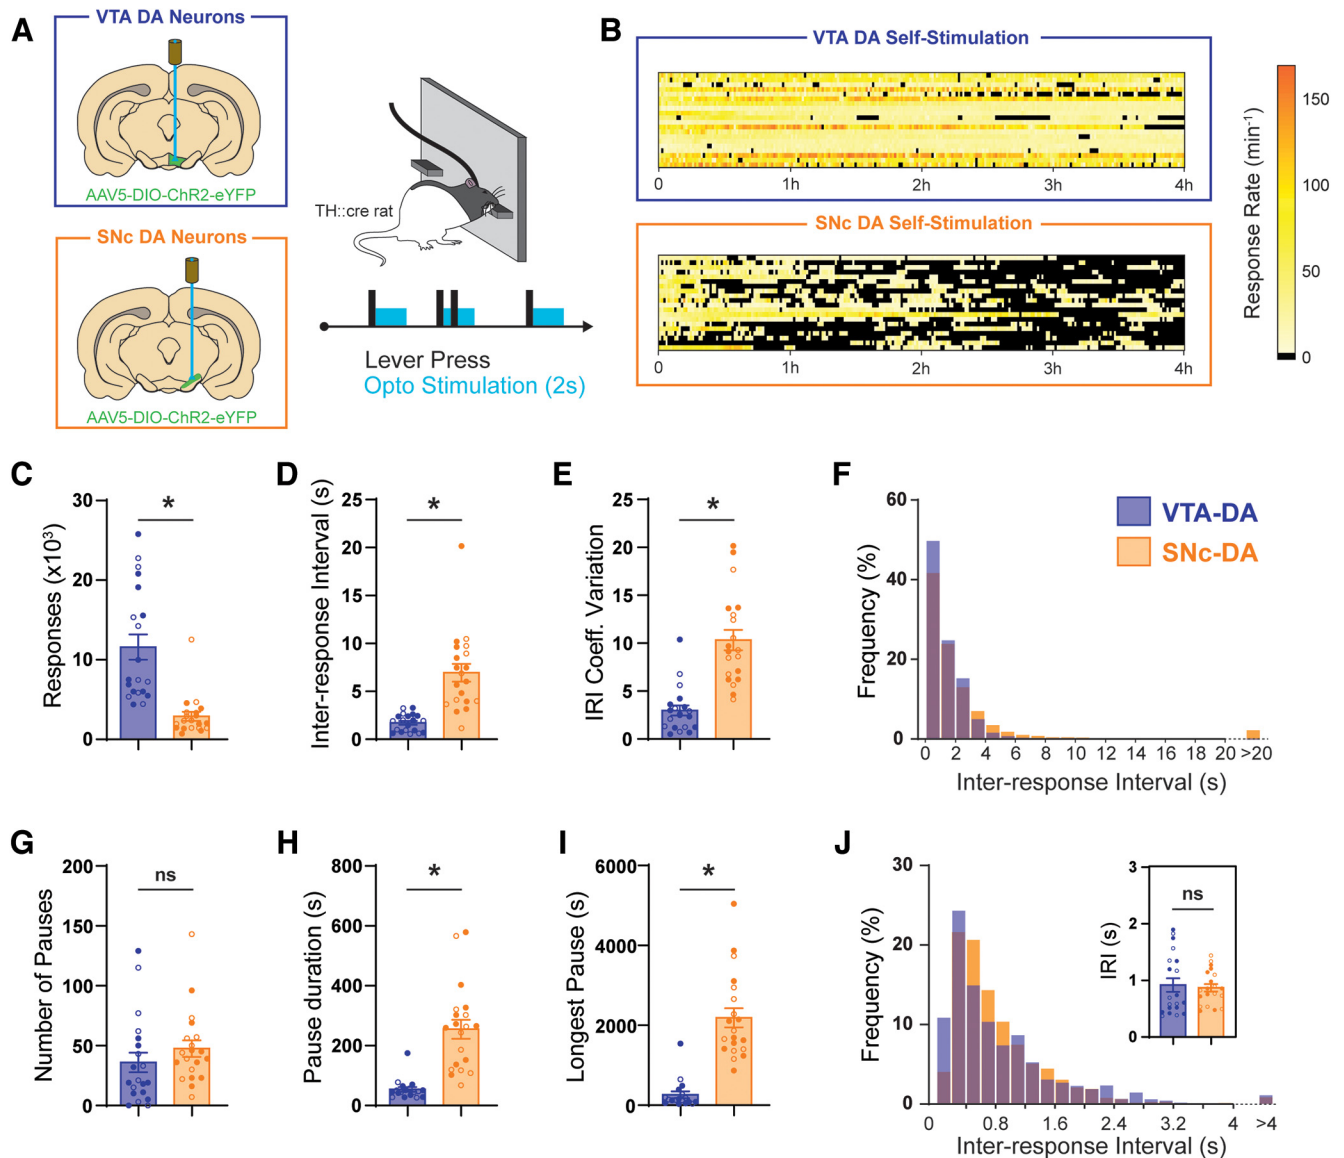 A
VTA DA Neurons
AAV5-DIO-ChR2-eYFP
SNc DA Neurons
AAV5-DIO-ChR2-eYFP
TH::cre rat
Lever Press
Opto Stimulation (2s)
B
VTA DA Self-Stimulation
0 1h 2h 3h 4h
SNc DA Self-Stimulation
0 1h 2h 3h 4h
Response Rate (min⁻¹)
150
100
50
0
C
Responses (x10³)
30
20
10
0
*
D
Inter-response Interval (s)
25
20
15
10
5
0
*
E
IRI Coeff. Variation
25
20
15
10
5
0
*
F
Frequency (%)
60
40
20
0
0 2 4 6 8 10 12 14 16 18 20 >20
Inter-response Interval (s)
VTA-DA
SNc-DA
G
Number of Pauses
200
150
100
50
0
ns
H
Pause duration (s)
800
600
400
200
0
*
I
Longest Pause (s)
6000
4000
2000
0
*
J
Frequency (%)
30
20
10
0
0 0.8 1.6 2.4 3.2 4 >4
Inter-response Interval (s)
IRI (s)
3
2
1
0
ns